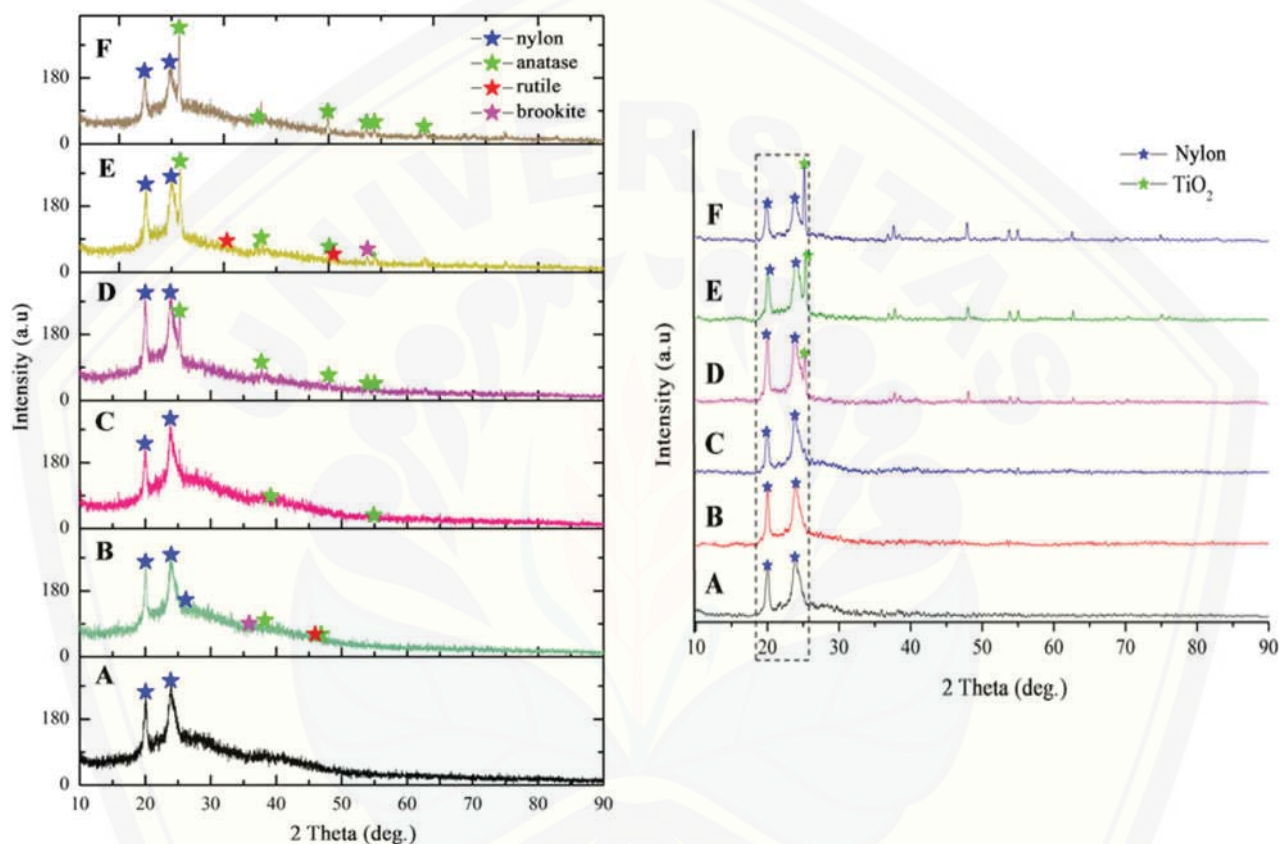 F
nylon
anatase
rutile
brookite
180
0
E
180
0
D
180
0
C
180
0
B
180
0
A
180
0
10 20 30 40 50 60 70 80 90
2 Theta (deg.)
Intensity (a.u)
Nylon
TiO₂
F
E
D
C
B
A
10 20 30 40 50 60 70 80 90
2 Theta (deg.)
Intensity (a.u)
UNIVERSITAS